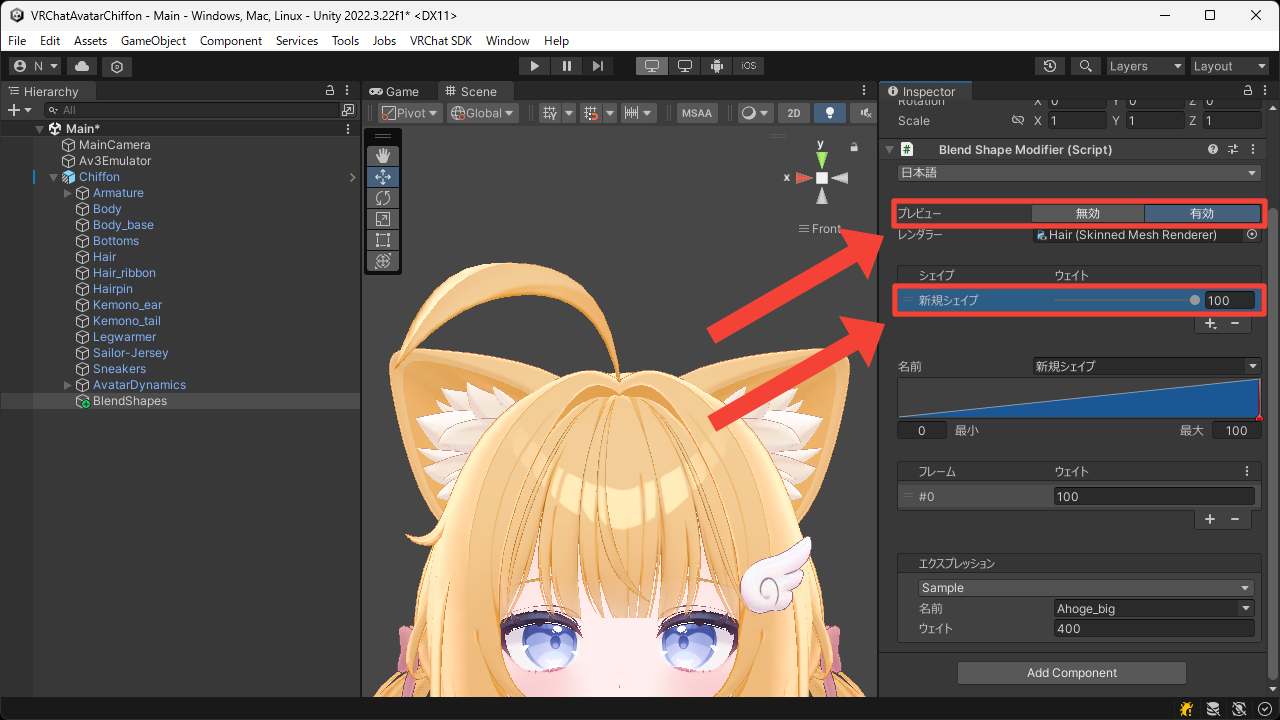 VRChatAvatarChiffon - Main - Windows, Mac, Linux - Unity 2022.3.22f1* <DX11>
File Edit Assets GameObject Component Services Tools Jobs VRChat SDK Window Help
N iOS Layers Layout
Hierarchy
All
Main*
MainCamera
Av3Emulator
Chiffon
Armature
Body
Body_base
Bottoms
Hair
Hair_ribbon
Hairpin
Kemono_ear
Kemono_tail
Legwarmer
Sailor-Jersey
Sneakers
AvatarDynamics
BlendShapes
Game Scene
Pivot Global MSAA 2D
y
x
Front
Inspector
Rotation X 0 Y 0 Z 0
Scale X 1 Y 1 Z 1
# Blend Shape Modifier (Script)
日本語
プレビュー 無効 有効
レンダラー Hair (Skinned Mesh Renderer)
シェイプ ウェイト
新規シェイプ 100
+ −
名前 新規シェイプ
0 最小 最大 100
フレーム ウェイト
#0 100
+ −
エクスプレッション
Sample
名前 Ahoge_big
ウェイト 400
Add Component